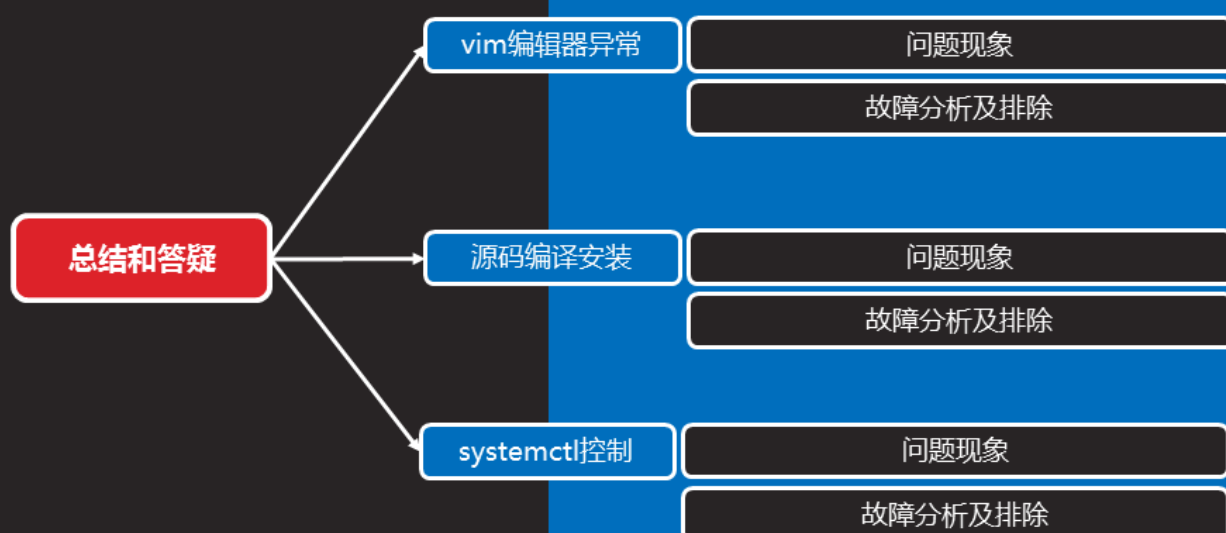 总结和答疑
vim编辑器异常
问题现象
故障分析及排除
源码编译安装
问题现象
故障分析及排除
systemctl控制
问题现象
故障分析及排除